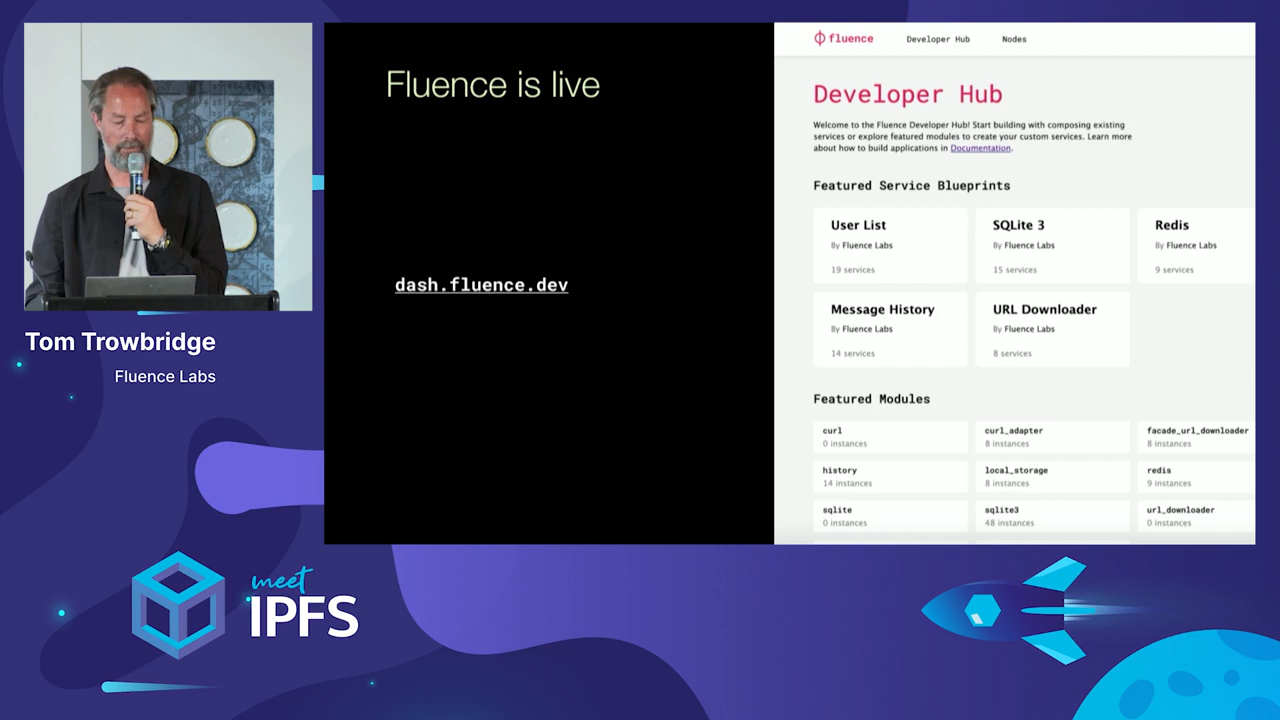 Fluence is live
dash.fluence.dev
fluence
Developer Hub
Nodes
Developer Hub
Welcome to the Fluence Developer Hub! Start building with composing existing
services or explore featured modules to create your custom services. Learn more
about how to build applications in Documentation.
Featured Service Blueprints
User List
By Fluence Labs
19 services
SQLite 3
By Fluence Labs
15 services
Redis
By Fluence Labs
9 services
Message History
By Fluence Labs
14 services
URL Downloader
By Fluence Labs
8 services
Featured Modules
curl
0 instances
curl_adapter
8 instances
facade_url_downloader
8 instances
history
14 instances
local_storage
8 instances
redis
9 instances
sqlite
0 instances
sqlite3
48 instances
url_downloader
0 instances
Tom Trowbridge
Fluence Labs
meet
IPFS